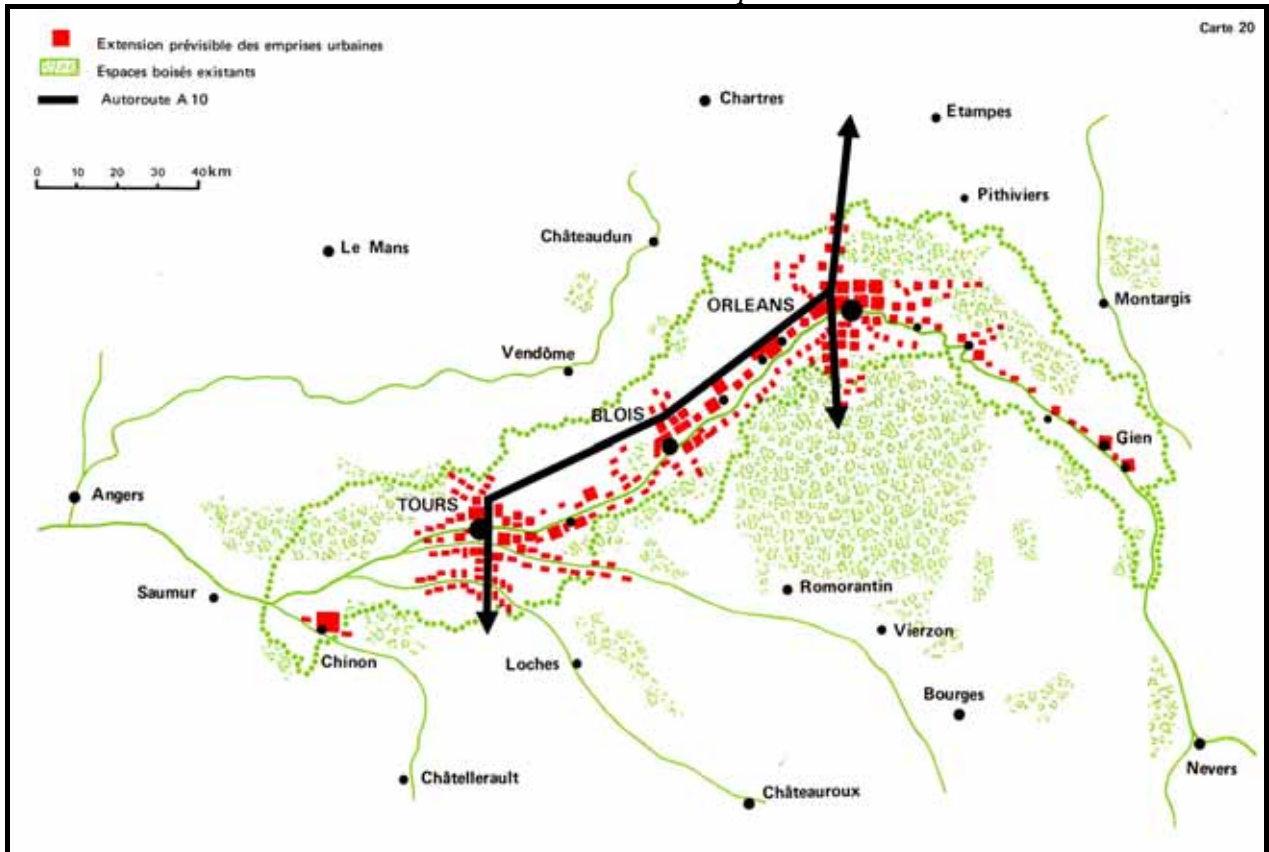 Carte 20
Extension prévisible des emprises urbaines
Espaces boisés existants
Autoroute A 10
0 10 20 30 40km
Chartres
Etampes
Pithiviers
Châteaudun
Le Mans
Montargis
ORLEANS
Vendôme
BLOIS
Gien
Angers
TOURS
Romorantin
Saumur
Vierzon
Chinon
Loches
Bourges
Nevers
Châtellerault
Châteauroux